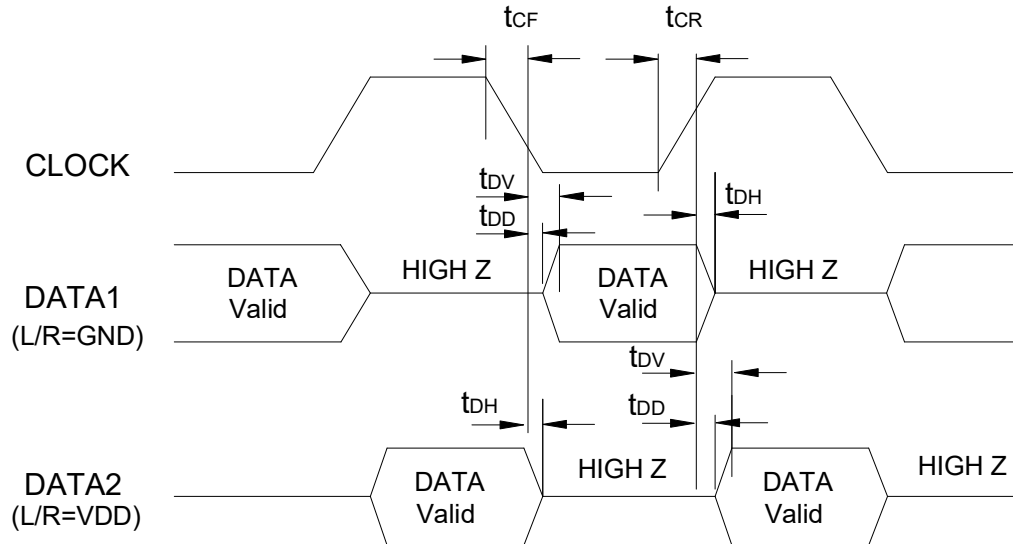 tCF
tCR
CLOCK
tDV
tDD
tDH
DATA1
(L/R=GND)
DATA
Valid
HIGH Z
DATA
Valid
HIGH Z
tDV
tDH
tDD
DATA2
(L/R=VDD)
DATA
Valid
HIGH Z
DATA
Valid
HIGH Z